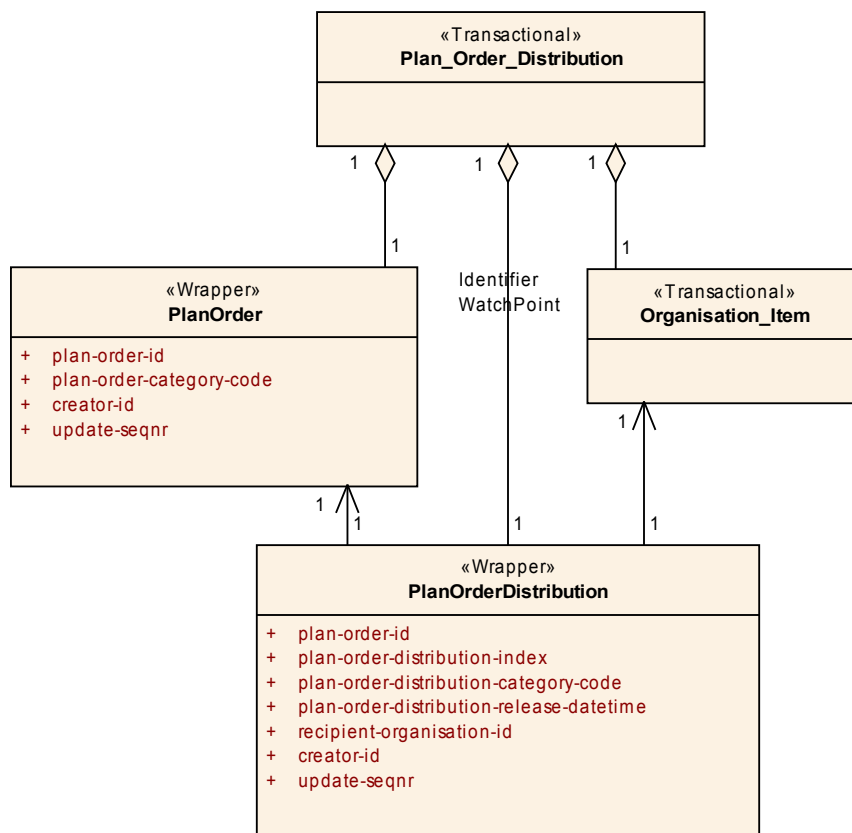 «Transactional»
Plan_Order_Distribution
1
1
1
1
1
«Wrapper»
PlanOrder
+ plan-order-id
+ plan-order-category-code
+ creator-id
+ update-seqnr
Identifier
WatchPoint
«Transactional»
Organisation_Item
1
1
1
1
1
«Wrapper»
PlanOrderDistribution
+ plan-order-id
+ plan-order-distribution-index
+ plan-order-distribution-category-code
+ plan-order-distribution-release-datetime
+ recipient-organisation-id
+ creator-id
+ update-seqnr